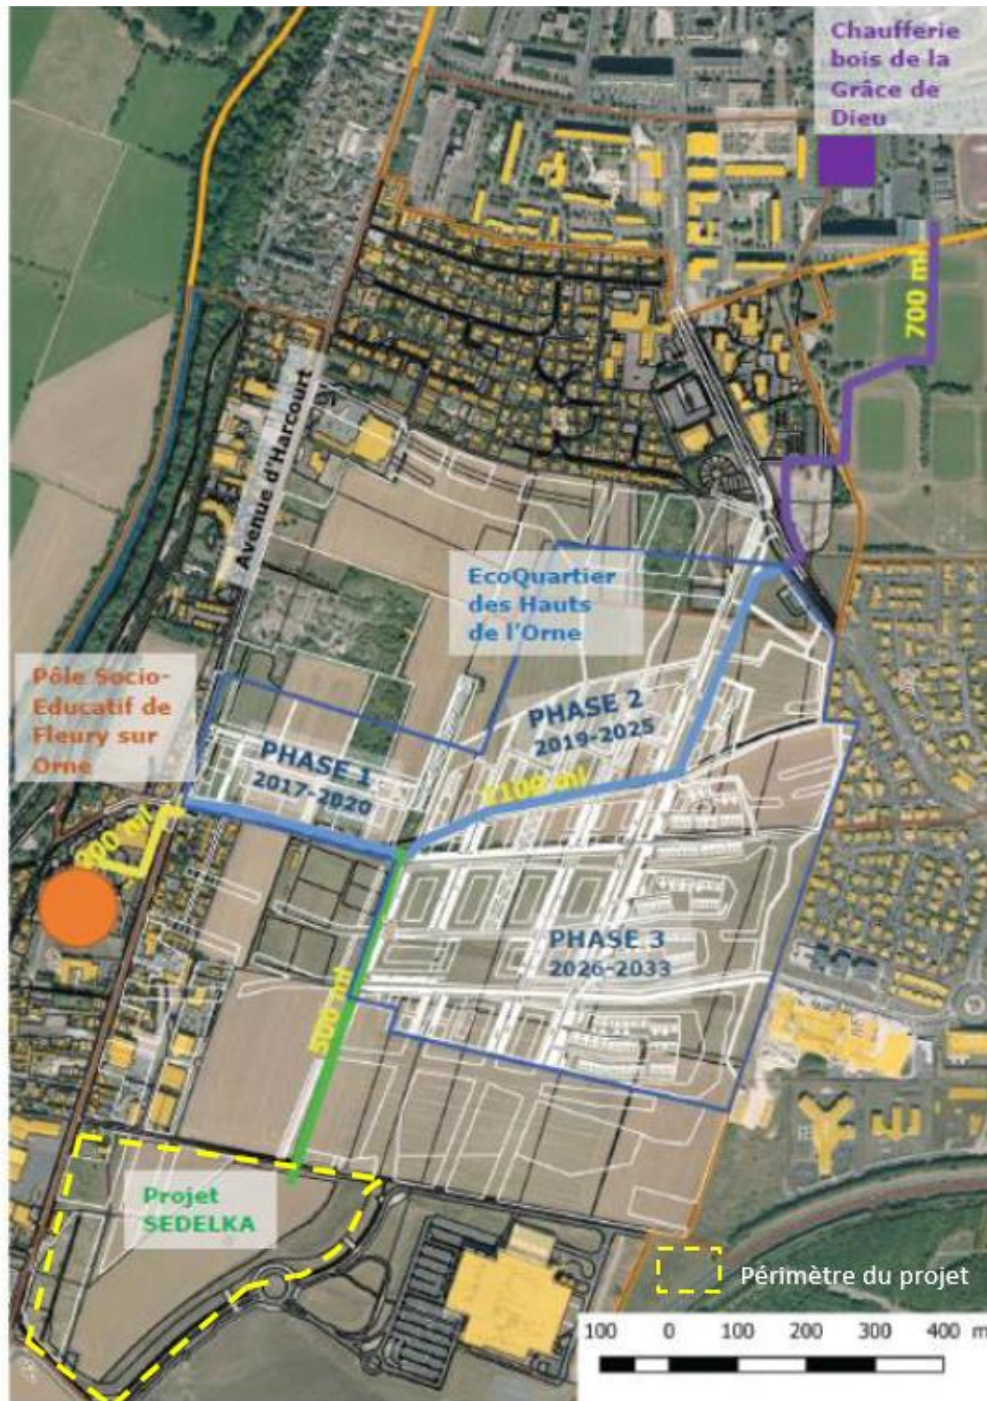 Chaufferie
bois de la
Grâce de
Dieu
700 ml
Avenue d'Harcourt
EcoQuartier
des Hauts
de l'Orne
Pôle Socio-
Educatif de
Fleury sur
Orne
PHASE 2
2019-2025
PHASE 1
2017-2020
1100 ml
PHASE 3
2026-2033
500 ml
Projet
SEDELKA
Périmètre du projet
100 0 100 200 300 400 m